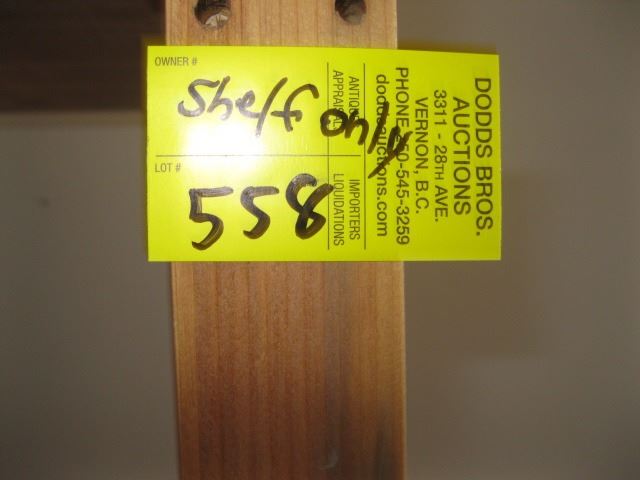 OWNER #
Shelf only
LOT #
558
IMPORTERS
LIQUIDATIONS
DODDS BROS.
AUCTIONS
3311 - 28TH AVE.
VERNON, B.C.